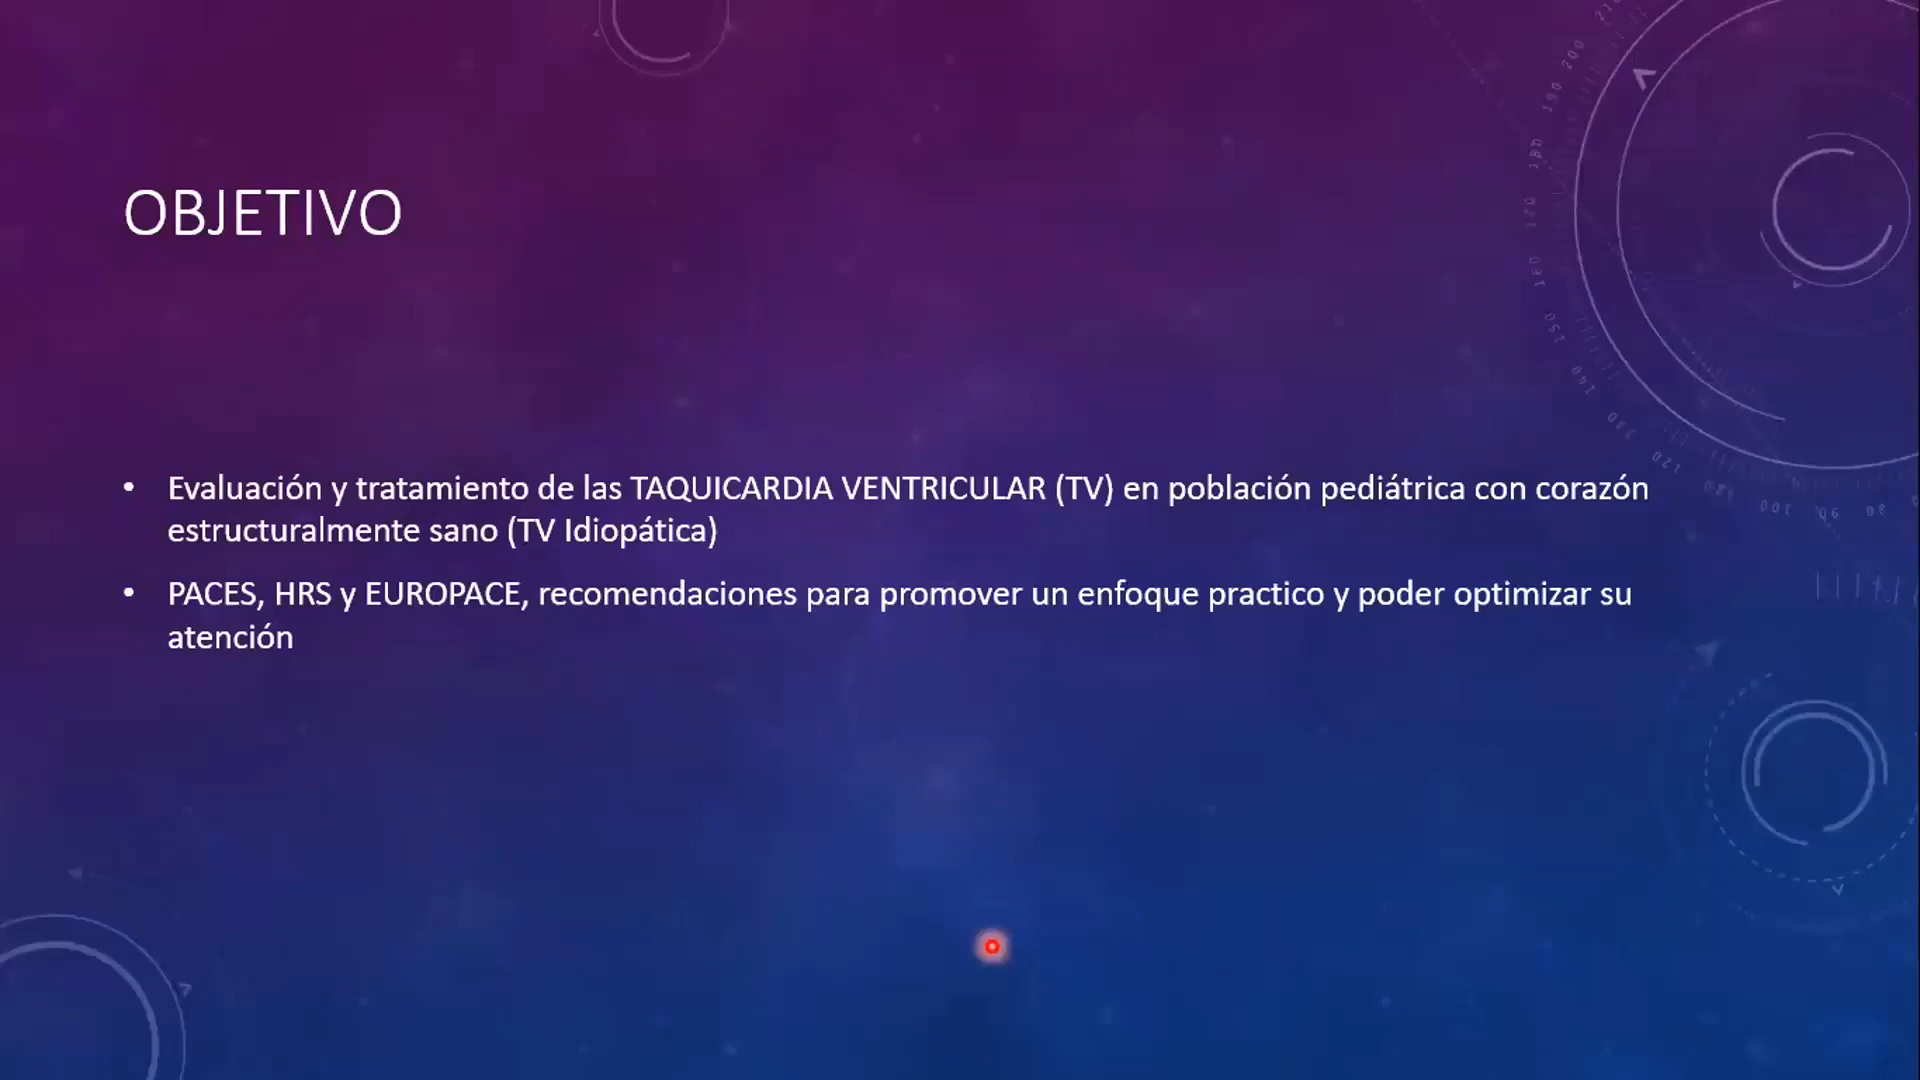 OBJETIVO
• Evaluación y tratamiento de las TAQUICARDIA VENTRICULAR (TV) en población pediátrica con corazón
estructuralmente sano (TV Idiopática)
• PACES, HRS y EUROPACE, recomendaciones para promover un enfoque practico y poder optimizar su
atención